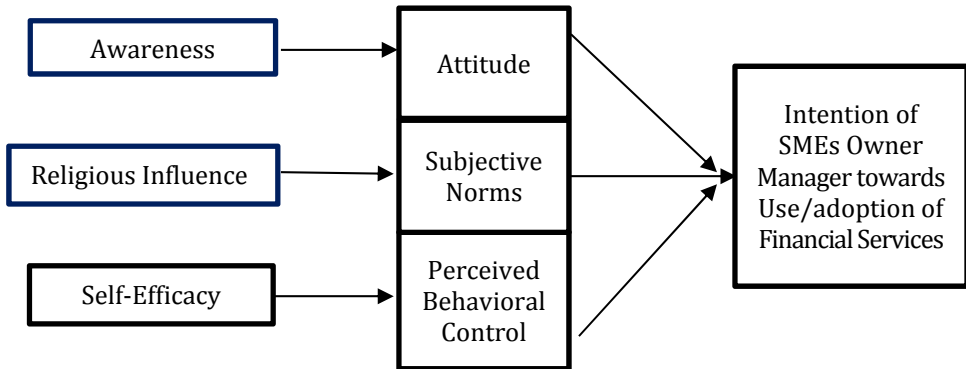 Awareness
Attitude
Religious Influence
Subjective
Norms
Self-Efficacy
Perceived
Behavioral
Control
Intention of
SMEs Owner
Manager towards
Use/adoption of
Financial Services